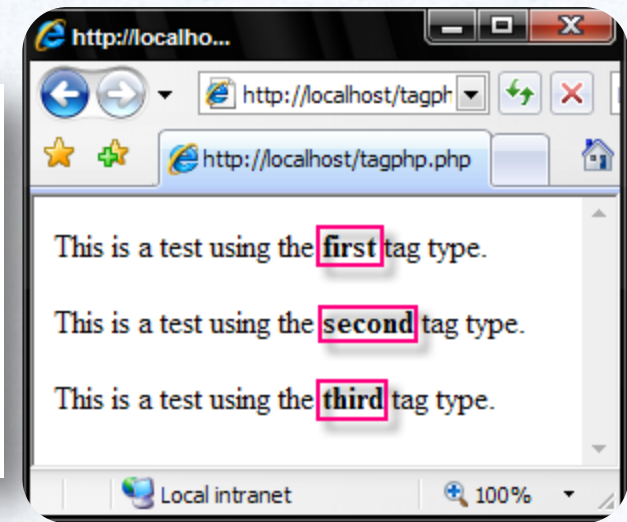 http://localho...
http://localhost/tagph
http://localhost/tagphp.php
This is a test using the first tag type.
This is a test using the second tag type.
This is a test using the third tag type.
Local intranet 100%